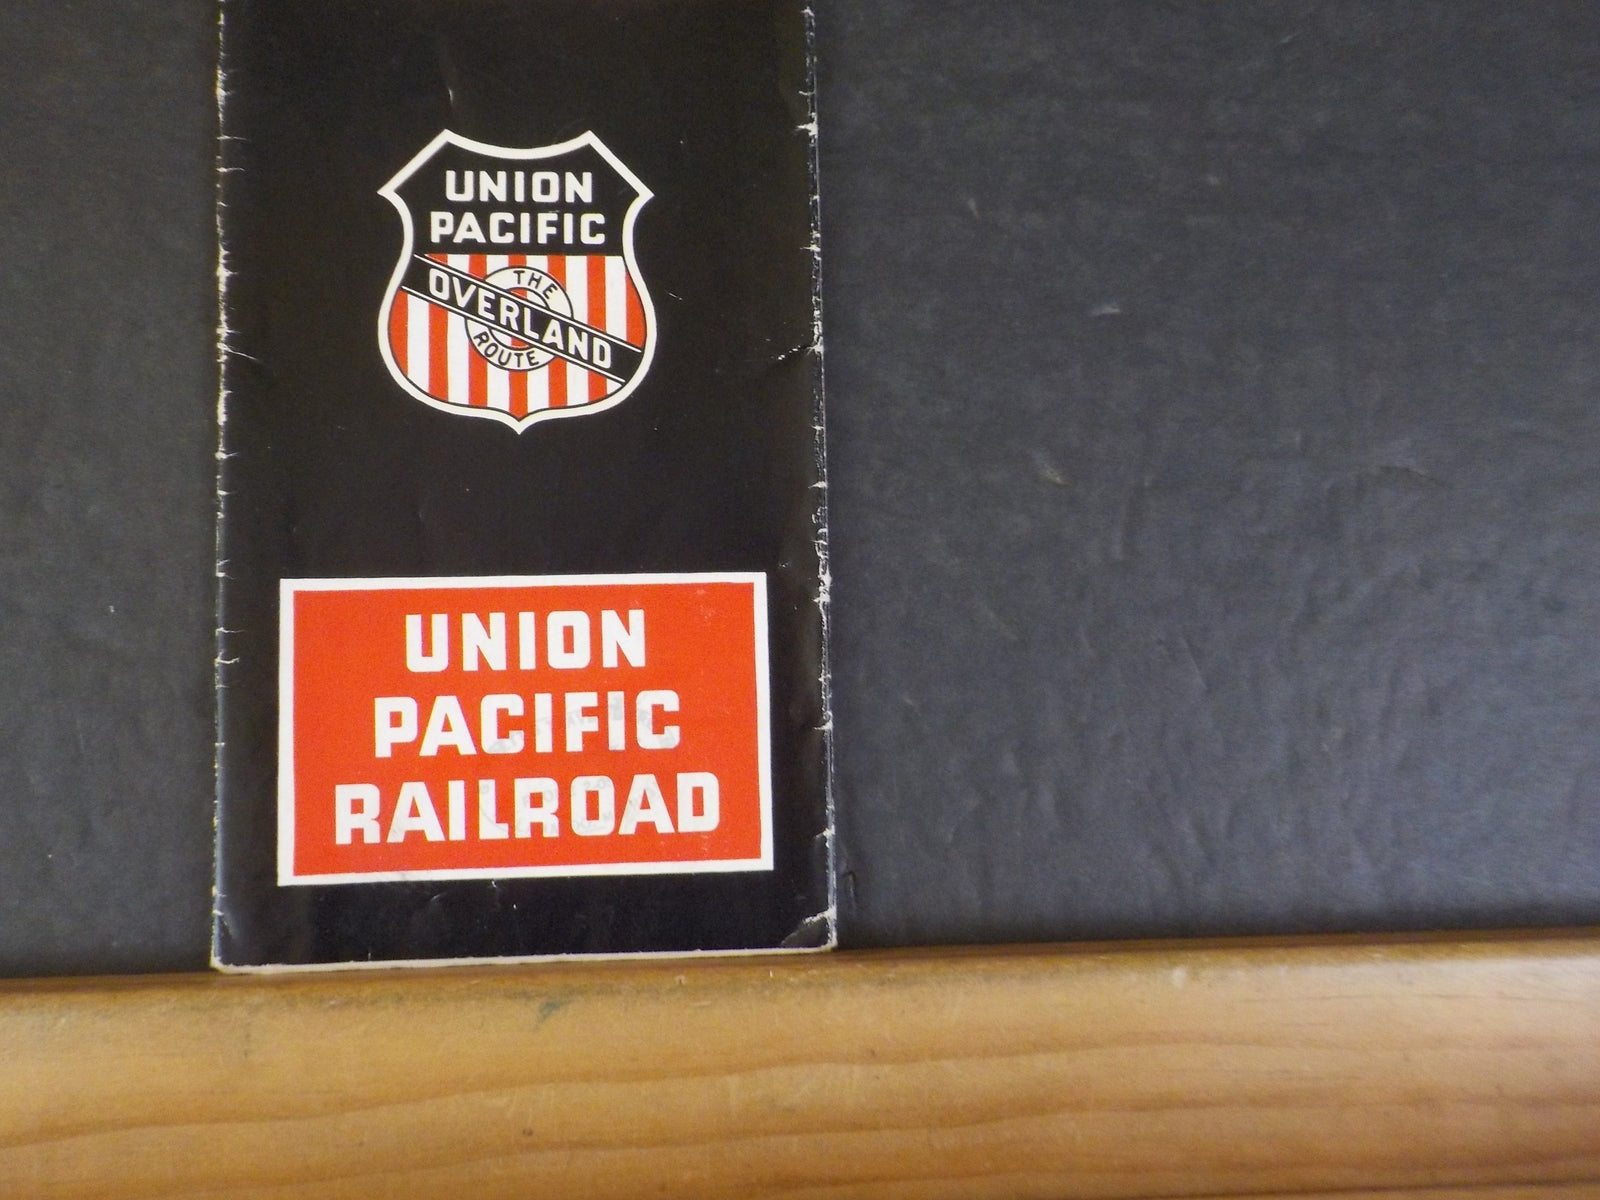 UNION
PACIFIC
THE
OVERLAND
ROUTE
UNION
PACIFIC
RAILROAD